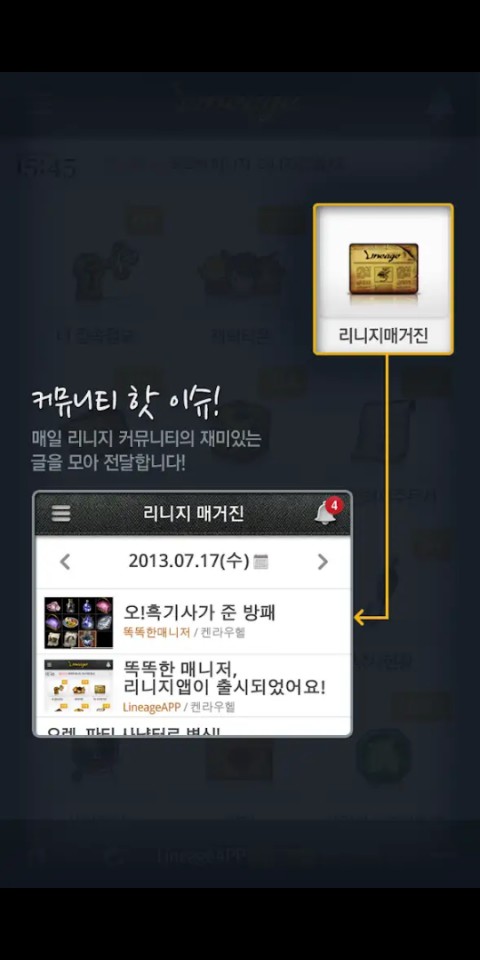 15:45
Lineage
리니지매거진
커뮤니티 핫 이슈!
매일 리니지 커뮤니티의 재미있는
글을 모아 전달합니다!
리니지 매거진
4
2013.07.17(수)
오!흑기사가 준 방패
똑똑한매니저 / 켄라우헬
똑똑한 매니저,
리니지앱이 출시되었어요!
LineageAPP / 켄라우헬